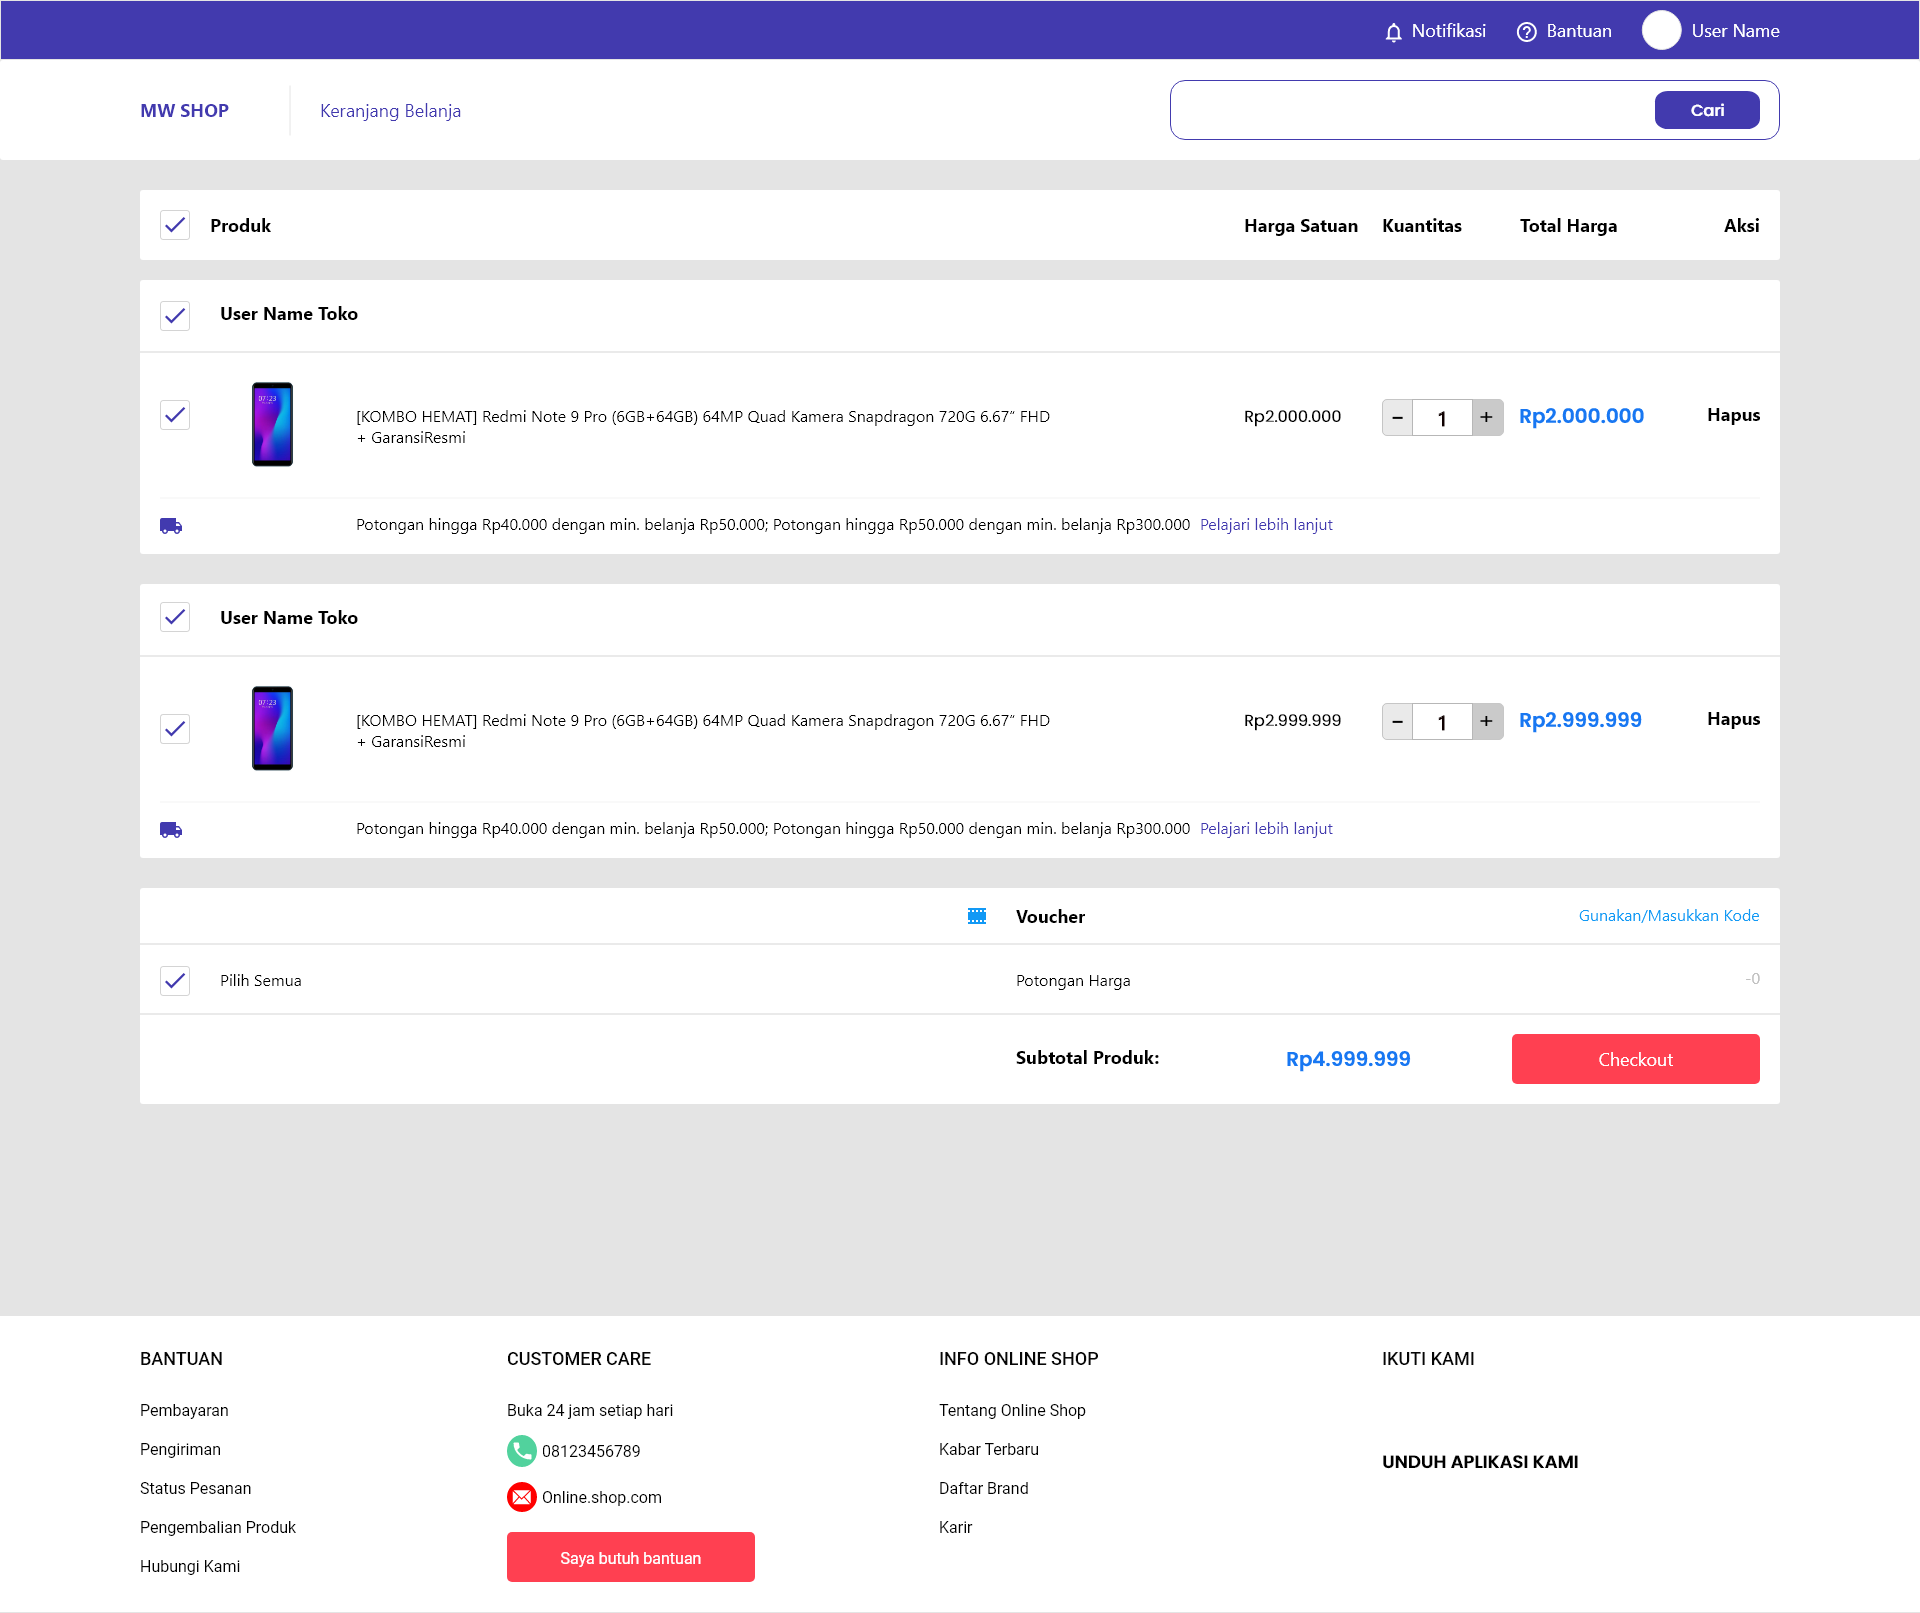 Notifikasi
Bantuan
User Name
MW SHOP
Keranjang Belanja
Cari
Produk
Harga Satuan
Kuantitas
Total Harga
Aksi
User Name Toko
07:23
[KOMBO HEMAT] Redmi Note 9 Pro (6GB+64GB) 64MP Quad Kamera Snapdragon 720G 6.67” FHD
+ GaransiResmi
Rp2.000.000
− 1 +
Rp2.000.000
Hapus
Potongan hingga Rp40.000 dengan min. belanja Rp50.000; Potongan hingga Rp50.000 dengan min. belanja Rp300.000 Pelajari lebih lanjut
User Name Toko
07:23
[KOMBO HEMAT] Redmi Note 9 Pro (6GB+64GB) 64MP Quad Kamera Snapdragon 720G 6.67” FHD
+ GaransiResmi
Rp2.999.999
− 1 +
Rp2.999.999
Hapus
Potongan hingga Rp40.000 dengan min. belanja Rp50.000; Potongan hingga Rp50.000 dengan min. belanja Rp300.000 Pelajari lebih lanjut
Voucher
Gunakan/Masukkan Kode
Pilih Semua
Potongan Harga
-0
Subtotal Produk:
Rp4.999.999
Checkout
BANTUAN
Pembayaran
Pengiriman
Status Pesanan
Pengembalian Produk
Hubungi Kami
CUSTOMER CARE
Buka 24 jam setiap hari
08123456789
Online.shop.com
Saya butuh bantuan
INFO ONLINE SHOP
Tentang Online Shop
Kabar Terbaru
Daftar Brand
Karir
IKUTI KAMI
UNDUH APLIKASI KAMI